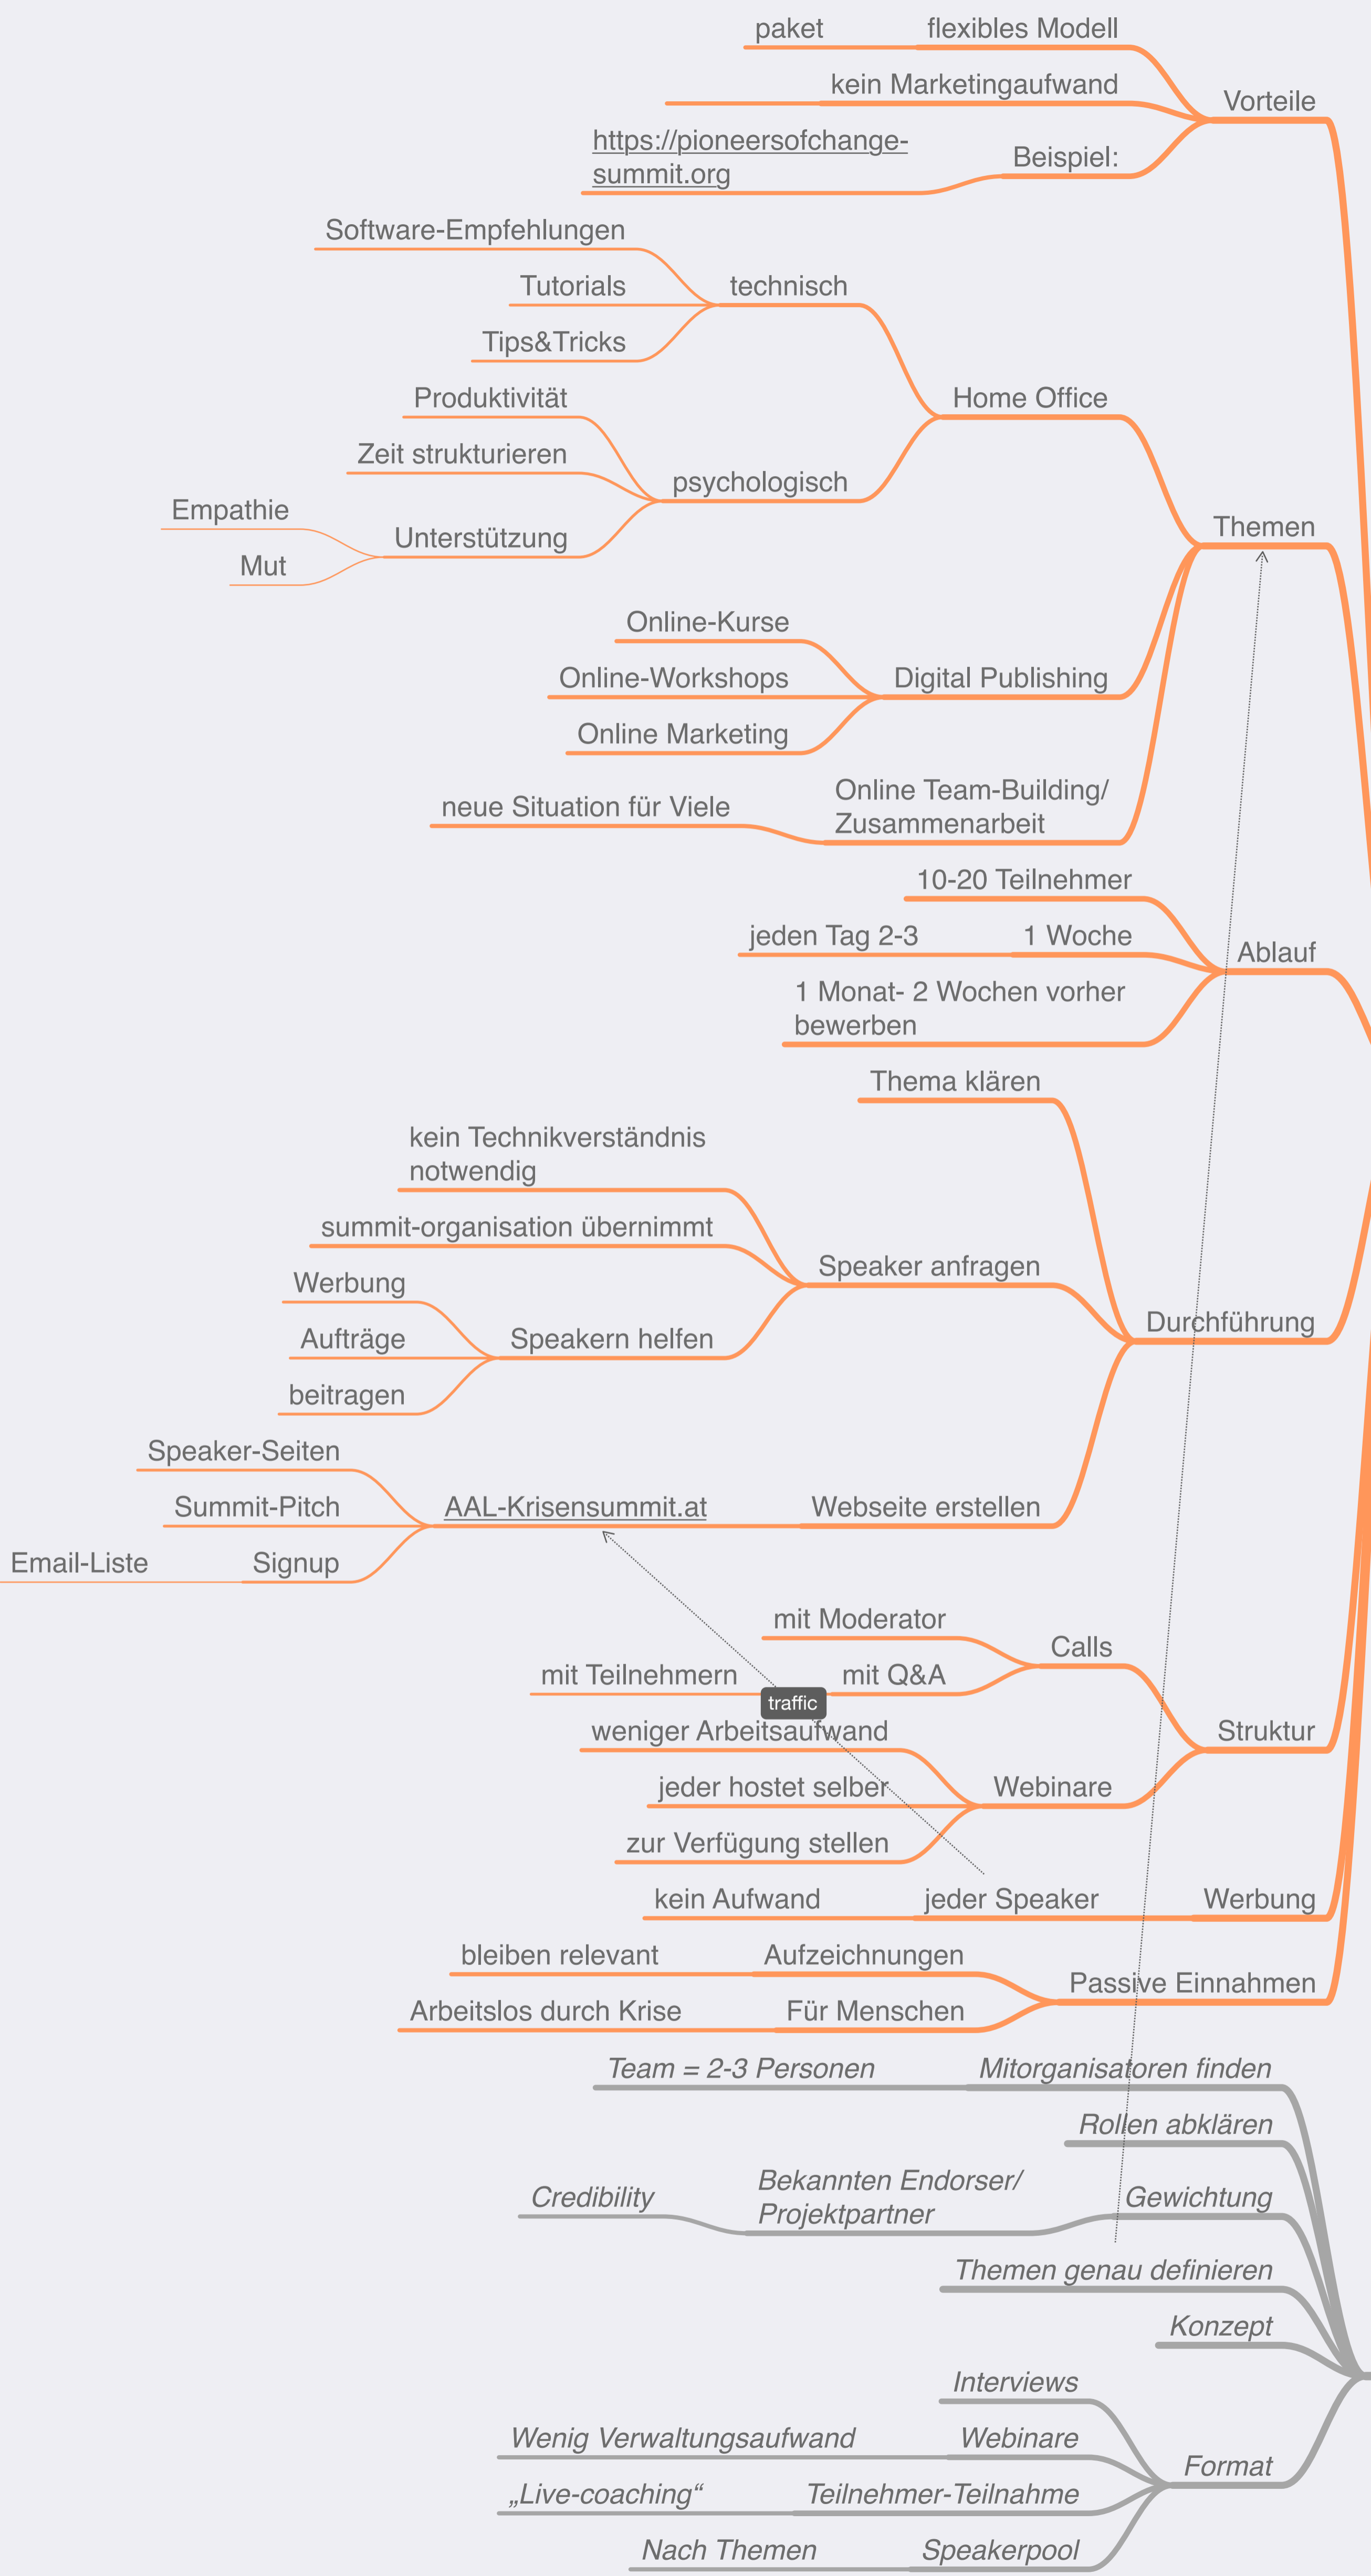 paket
flexibles Modell
kein Marketingaufwand
Vorteile
https://pioneersofchange-
summit.org
Beispiel:
Software-Empfehlungen
Tutorials
technisch
Tips&Tricks
Produktivität
Home Office
Zeit strukturieren
psychologisch
Empathie
Unterstützung
Mut
Themen
Online-Kurse
Online-Workshops
Digital Publishing
Online Marketing
neue Situation für Viele
Online Team-Building/
Zusammenarbeit
10-20 Teilnehmer
jeden Tag 2-3
1 Woche
Ablauf
1 Monat- 2 Wochen vorher
bewerben
Thema klären
kein Technikverständnis
notwendig
summit-organisation übernimmt
Speaker anfragen
Werbung
Aufträge
Speakern helfen
beitragen
Durchführung
Speaker-Seiten
Summit-Pitch
AAL-Krisensummit.at
Webseite erstellen
Email-Liste
Signup
mit Moderator
Calls
mit Teilnehmern
mit Q&A
traffic
weniger Arbeitsaufwand
Struktur
jeder hostet selber
Webinare
zur Verfügung stellen
kein Aufwand
jeder Speaker
Werbung
bleiben relevant
Aufzeichnungen
Passive Einnahmen
Arbeitslos durch Krise
Für Menschen
Team = 2-3 Personen
Mitorganisatoren finden
Rollen abklären
Credibility
Bekannten Endorser/
Projektpartner
Gewichtung
Themen genau definieren
Konzept
Interviews
Wenig Verwaltungsaufwand
Webinare
Format
„Live-coaching“
Teilnehmer-Teilnahme
Nach Themen
Speakerpool